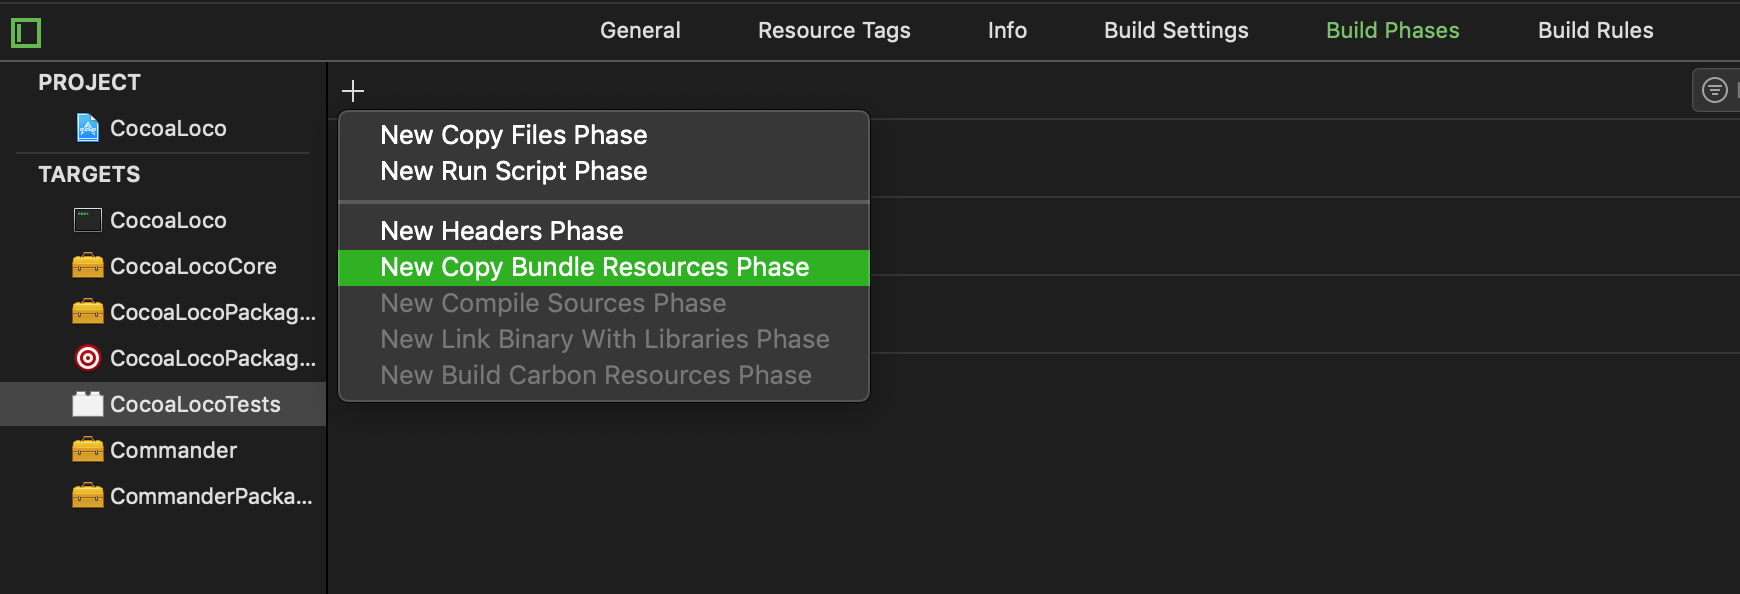 General
Resource Tags
Info
Build Settings
Build Phases
Build Rules
PROJECT
CocoaLoco
TARGETS
CocoaLoco
CocoaLocoCore
CocoaLocoPackag...
CocoaLocoPackag...
CocoaLocoTests
Commander
CommanderPacka...
New Copy Files Phase
New Run Script Phase
New Headers Phase
New Copy Bundle Resources Phase
New Compile Sources Phase
New Link Binary With Libraries Phase
New Build Carbon Resources Phase